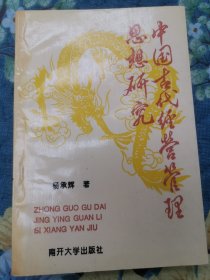 中国古代经营管理
思想研究
杨承辉 著
ZHONG GUO GU DAI
JING YING GUAN LI
SI XIANG YAN JIU
南开大学出版社